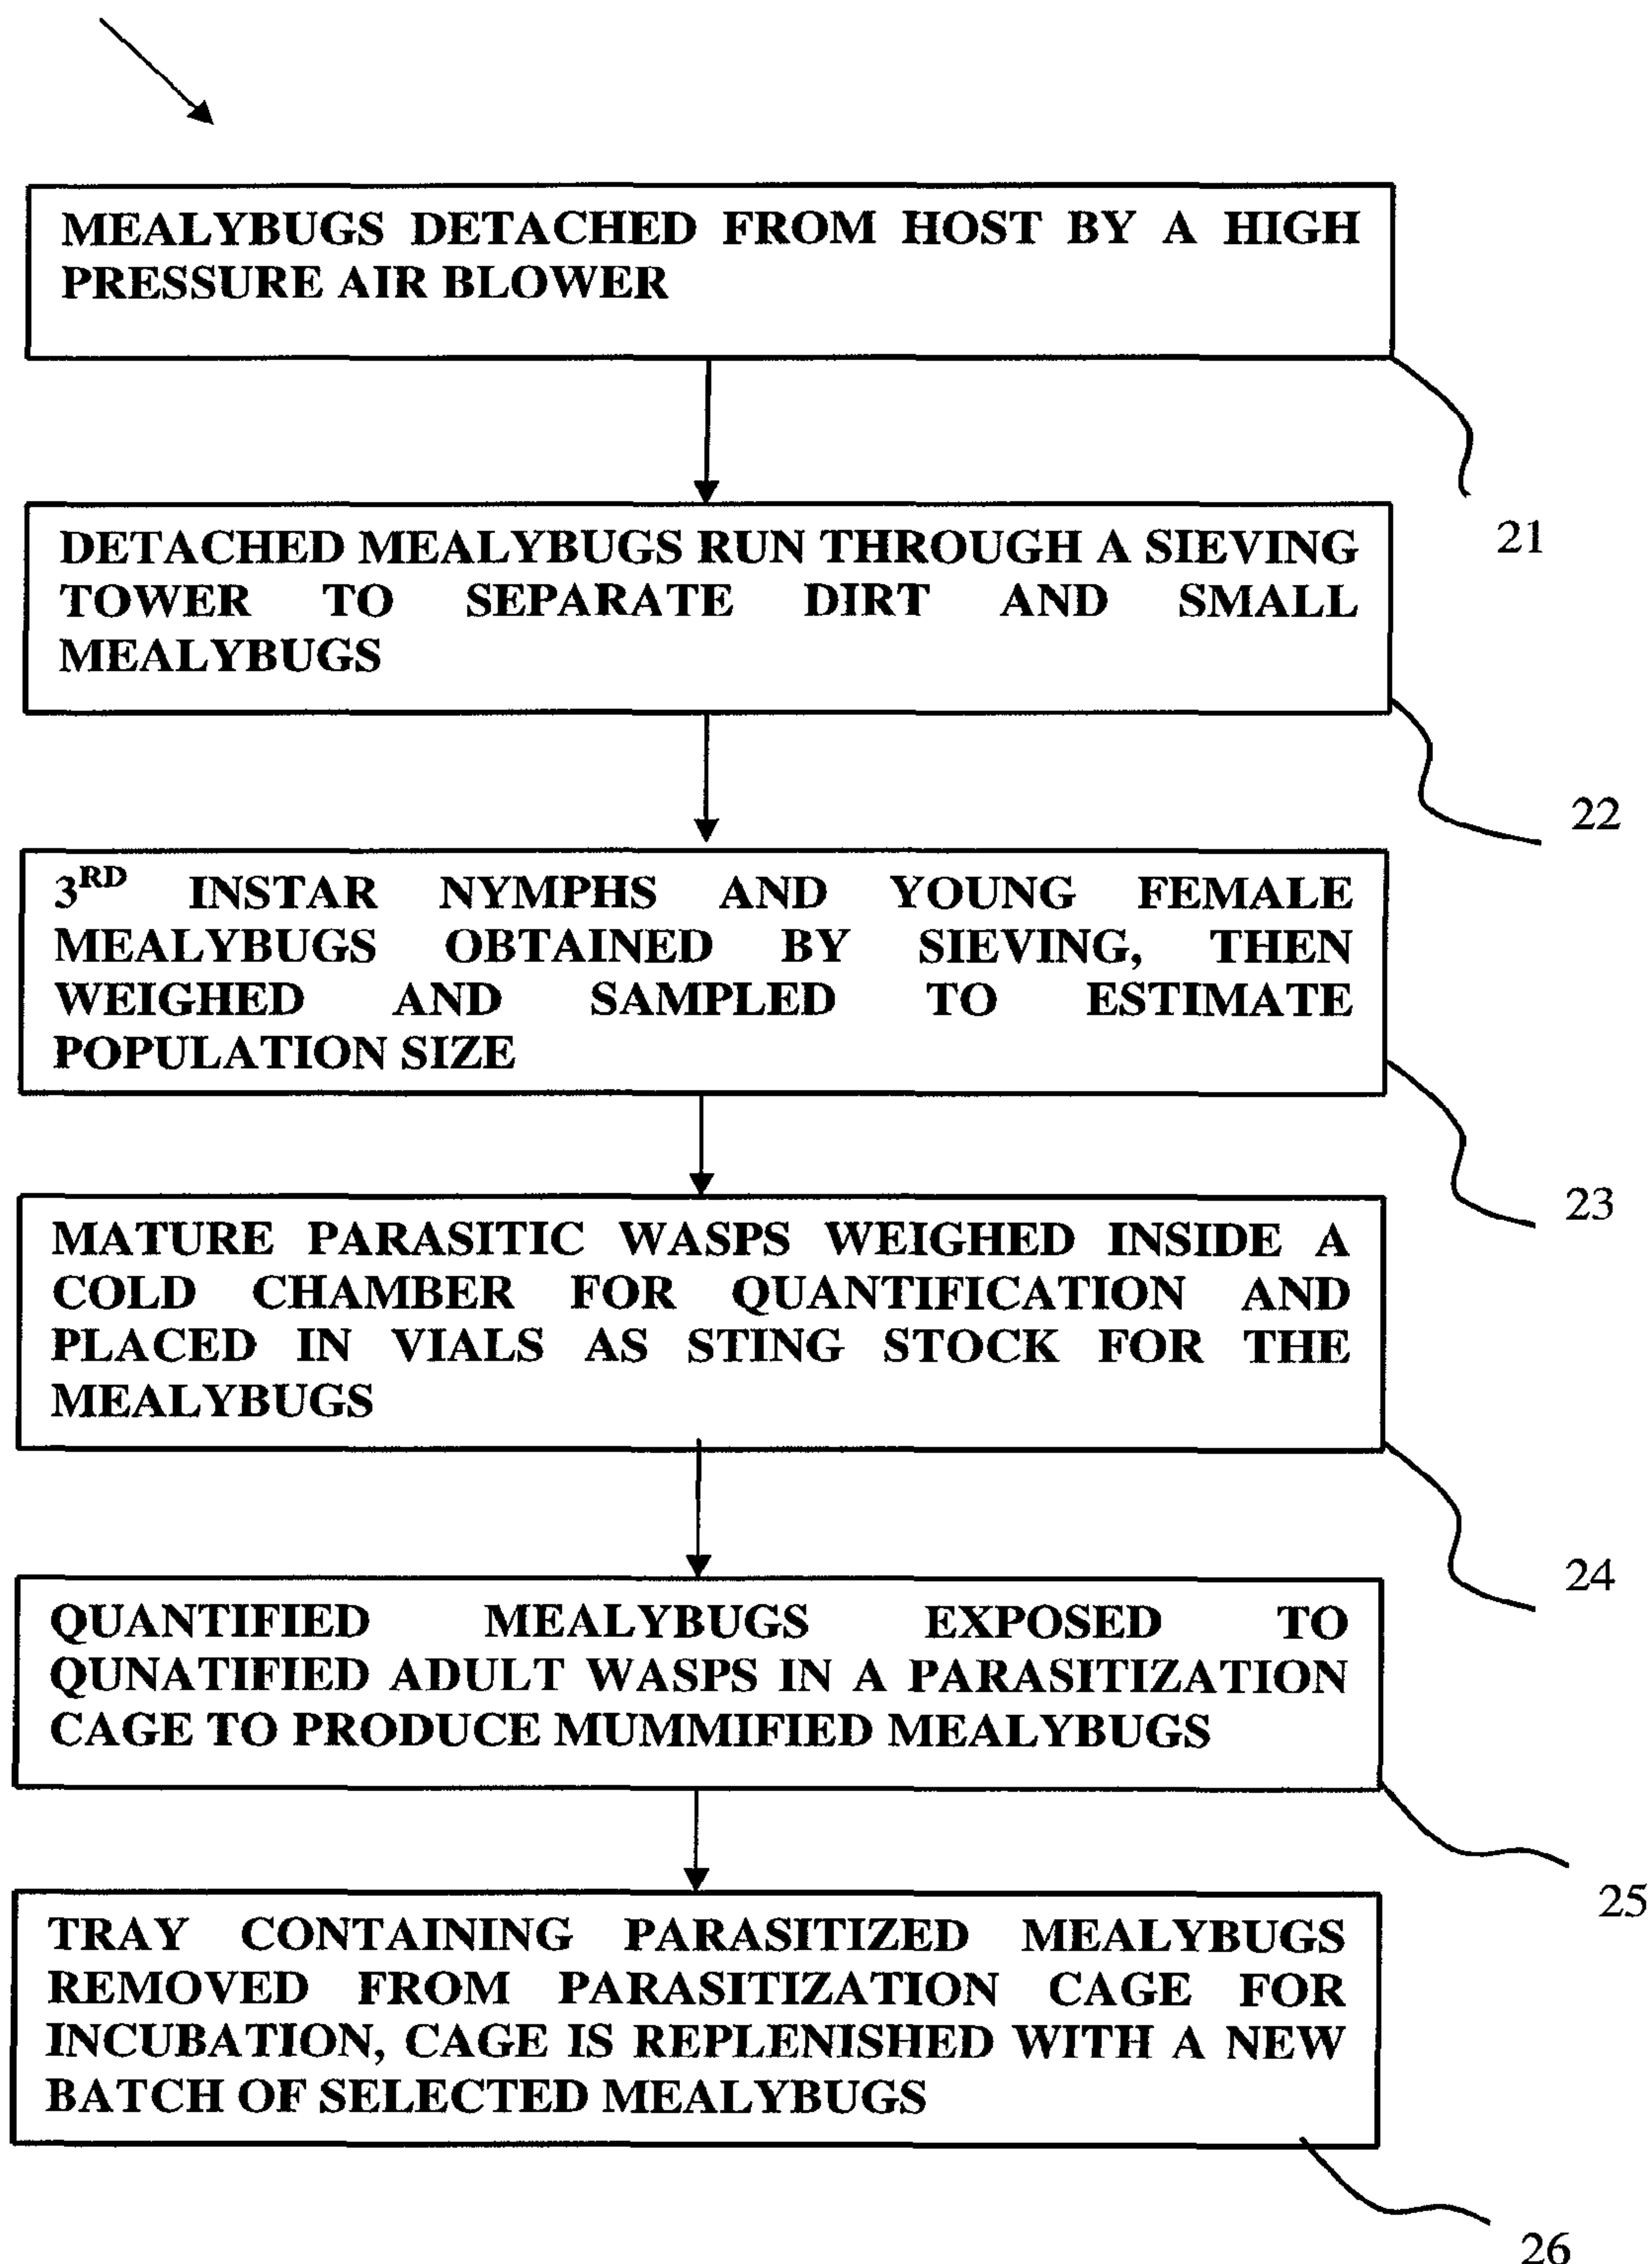 MEALYBUGS DETACHED FROM HOST BY A HIGH
PRESSURE AIR BLOWER
21
DETACHED MEALYBUGS RUN THROUGH A SIEVING
TOWER TO SEPARATE DIRT AND SMALL
MEALYBUGS
22
3RD INSTAR NYMPHS AND YOUNG FEMALE
MEALYBUGS OBTAINED BY SIEVING, THEN
WEIGHED AND SAMPLED TO ESTIMATE
POPULATION SIZE
23
MATURE PARASITIC WASPS WEIGHED INSIDE A
COLD CHAMBER FOR QUANTIFICATION AND
PLACED IN VIALS AS STING STOCK FOR THE
MEALYBUGS
24
QUANTIFIED MEALYBUGS EXPOSED TO
QUNATIFIED ADULT WASPS IN A PARASITIZATION
CAGE TO PRODUCE MUMMIFIED MEALYBUGS
25
TRAY CONTAINING PARASITIZED MEALYBUGS
REMOVED FROM PARASITIZATION CAGE FOR
INCUBATION, CAGE IS REPLENISHED WITH A NEW
BATCH OF SELECTED MEALYBUGS
26